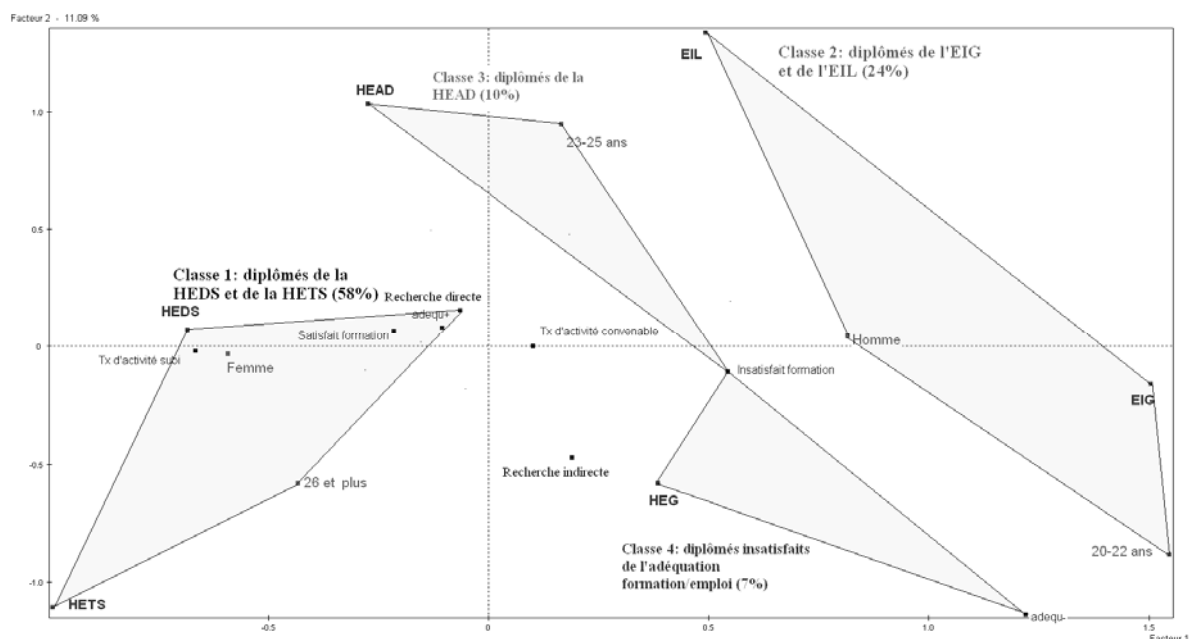 Facteur 2 - 11.09 %
EIL
Classe 2: diplômés de l'EIG
et de l'EIL (24%)
Classe 3: diplômés de la
HEAD (10%)
HEAD
1.0
23-25 ans
0.5
Classe 1: diplômés de la
HEDS et de la HETS (58%)
Recherche directe
HEDS
adequ+
Satisfait formation
Tx d'activité convenable
0
Homme
Tx d'activité subi
Femme
Insatisfait formation
EIG
-0.5
26 et plus
Recherche indirecte
HEG
Classe 4: diplômés insatisfaits
de l'adéquation
formation/emploi (7%)
20-22 ans
-1.0
HETS
adequ-
-0.5
0
0.5
1.0
1.5
Facteur 1